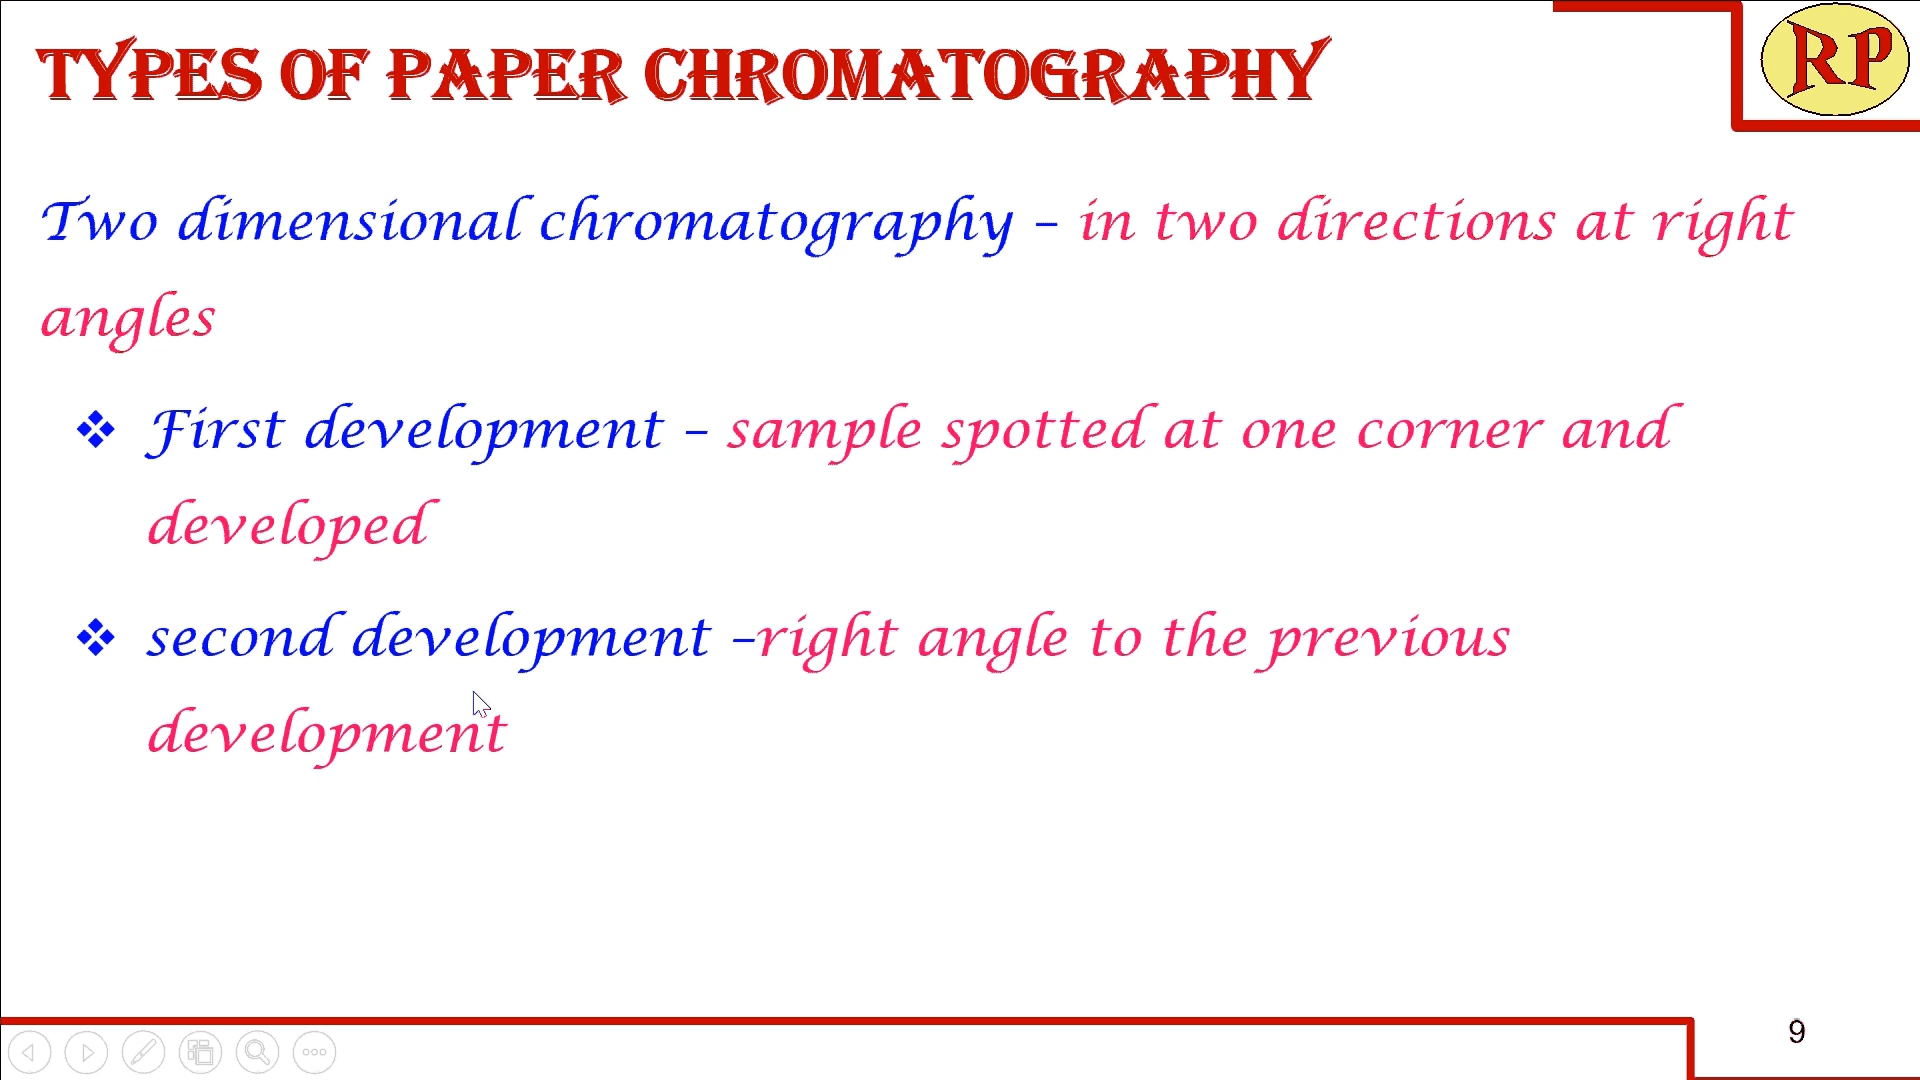 TYPES OF PAPER CHROMATOGRAPHY
RP
Two dimensional chromatography – in two directions at right
angles
❖ First development – sample spotted at one corner and
developed
❖ second development –right angle to the previous
development
9